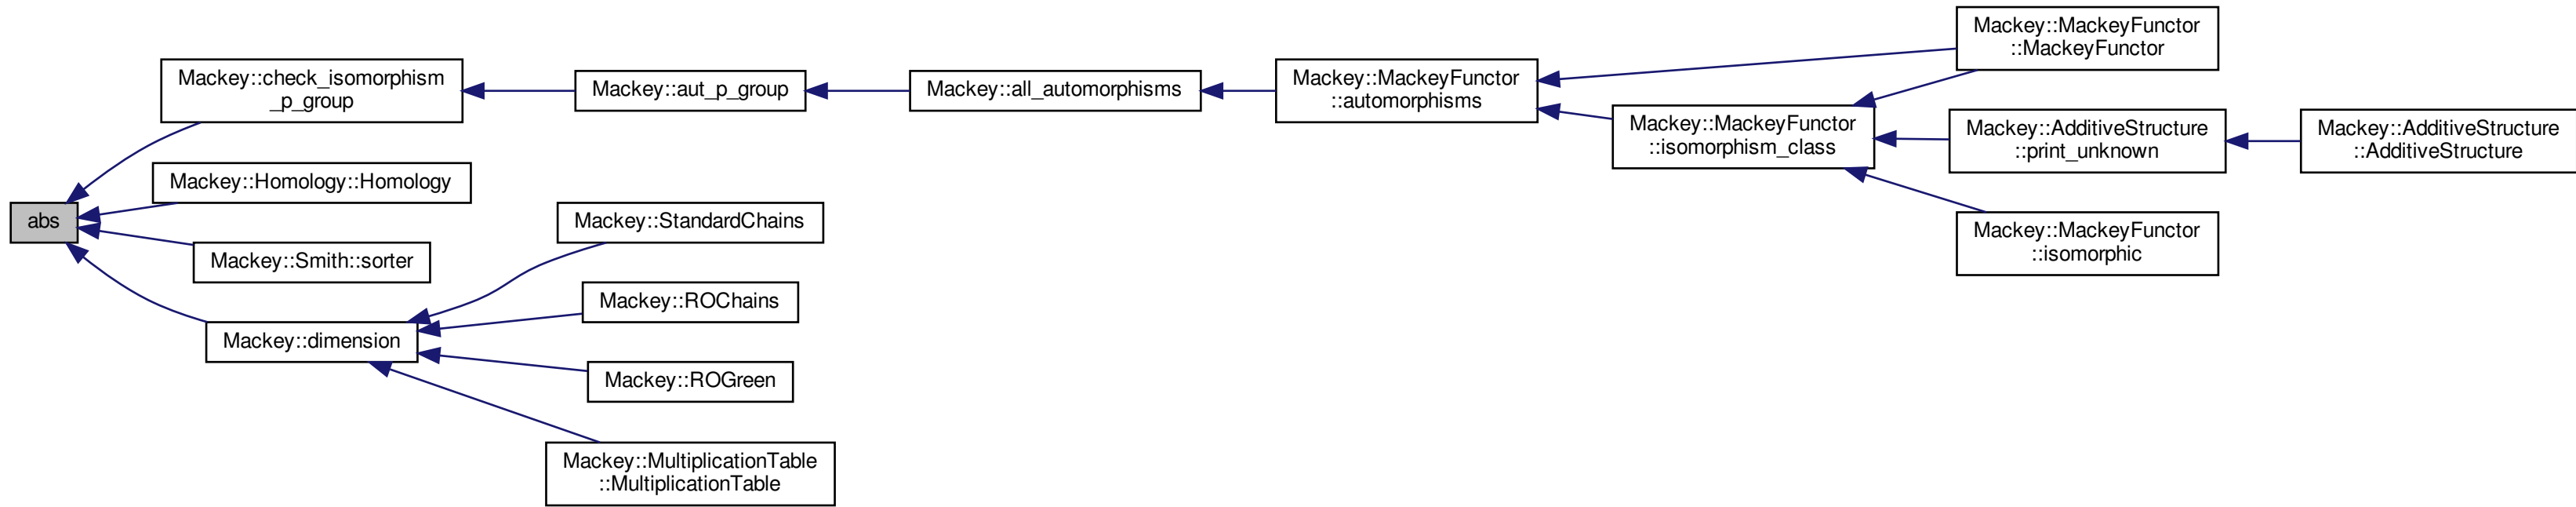 abs
Mackey::check_isomorphism
_p_group
Mackey::Homology::Homology
Mackey::Smith::sorter
Mackey::dimension
Mackey::aut_p_group
Mackey::StandardChains
Mackey::ROChains
Mackey::ROGreen
Mackey::MultiplicationTable
::MultiplicationTable
Mackey::all_automorphisms
Mackey::MackeyFunctor
::automorphisms
Mackey::MackeyFunctor
::isomorphism_class
Mackey::MackeyFunctor
::MackeyFunctor
Mackey::AdditiveStructure
::print_unknown
Mackey::MackeyFunctor
::isomorphic
Mackey::AdditiveStructure
::AdditiveStructure